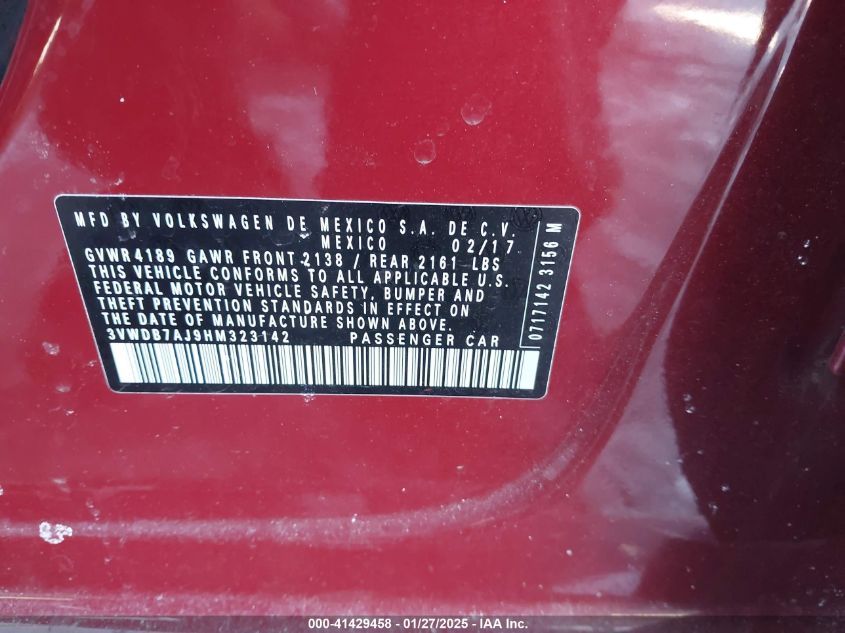 MFD BY VOLKSWAGEN DE MEXICO S.A. DE C.V.
MEXICO 02/17
GVWR4189 GAWR FRONT 2138 / REAR 2161 LBS
THIS VEHICLE CONFORMS TO ALL APPLICABLE U.S.
FEDERAL MOTOR VEHICLE SAFETY, BUMPER AND
THEFT PREVENTION STANDARDS IN EFFECT ON
THE DATE OF MANUFACTURE SHOWN ABOVE.
3VWDB7AJ9HM323142 PASSENGER CAR
0717142 3156 M
000-41429458 - 01/27/2025 - IAA Inc.